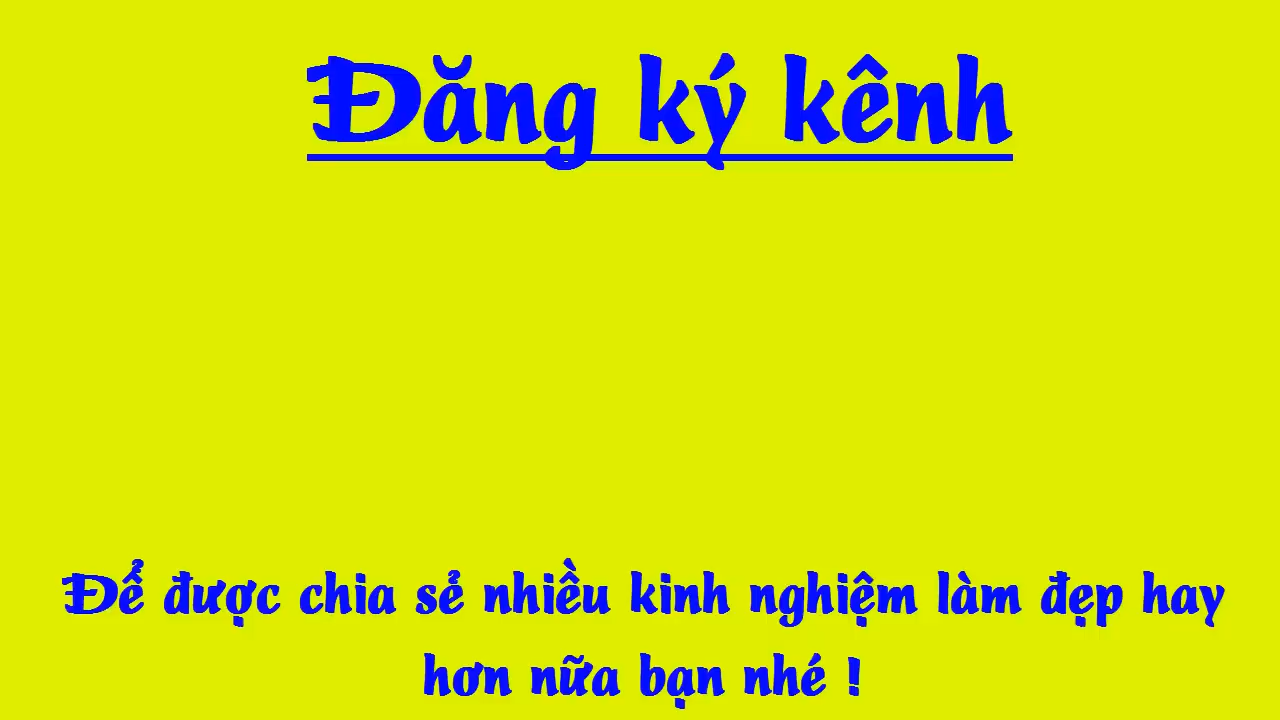 Đăng ký kênh
Để được chia sẻ nhiều kinh nghiệm làm đẹp hay
hơn nữa bạn nhé !